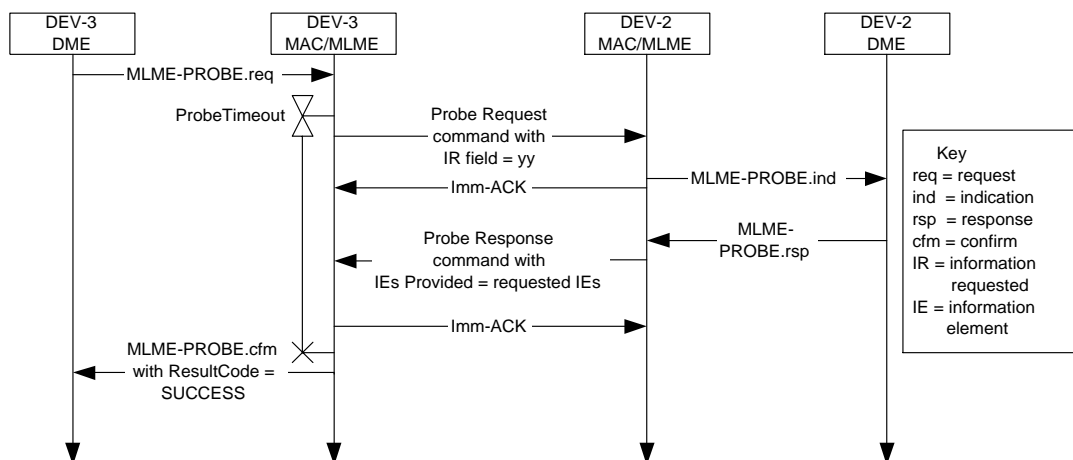 DEV-3
DME
DEV-3
MAC/MLME
DEV-2
MAC/MLME
DEV-2
DME
MLME-PROBE.req
ProbeTimeout
Probe Request
command with
IR field = yy
Imm-ACK
MLME-PROBE.ind
MLME-
PROBE.rsp
Probe Response
command with
IEs Provided = requested IEs
Imm-ACK
MLME-PROBE.cfm
with ResultCode =
SUCCESS
Key
req = request
ind = indication
rsp = response
cfm = confirm
IR = information
requested
IE = information
element